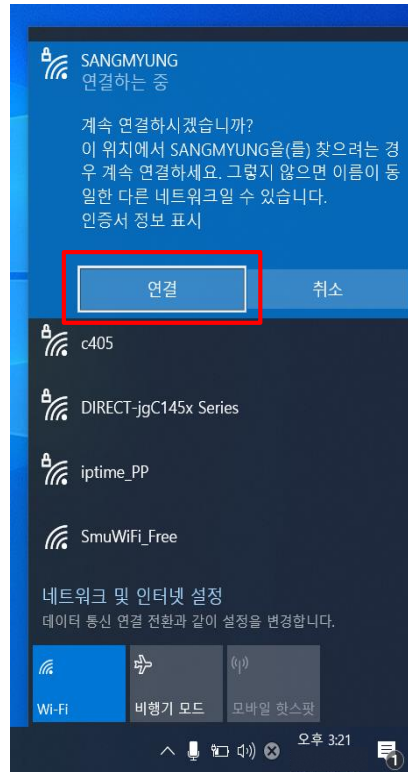 SANGMYUNG
연결하는 중
계속 연결하시겠습니까?
이 위치에서 SANGMYUNG을(를) 찾으려는 경
우 계속 연결하세요. 그렇지 않으면 이름이 동
일한 다른 네트워크일 수 있습니다.
인증서 정보 표시
연결 취소
c405
DIRECT-jgC145x Series
iptime_PP
SmuWiFi_Free
네트워크 및 인터넷 설정
데이터 통신 연결 전환과 같이 설정을 변경합니다.
Wi-Fi 비행기 모드 모바일 핫스팟
오후 3:21
1